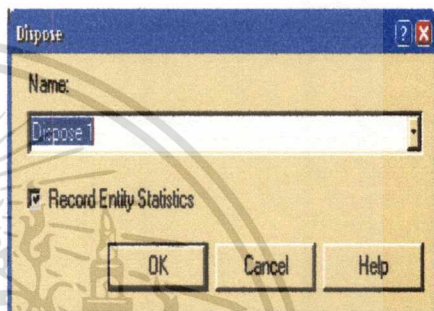 Dispose
Name:
Dispose 1
Record Entity Statistics
OK Cancel Help